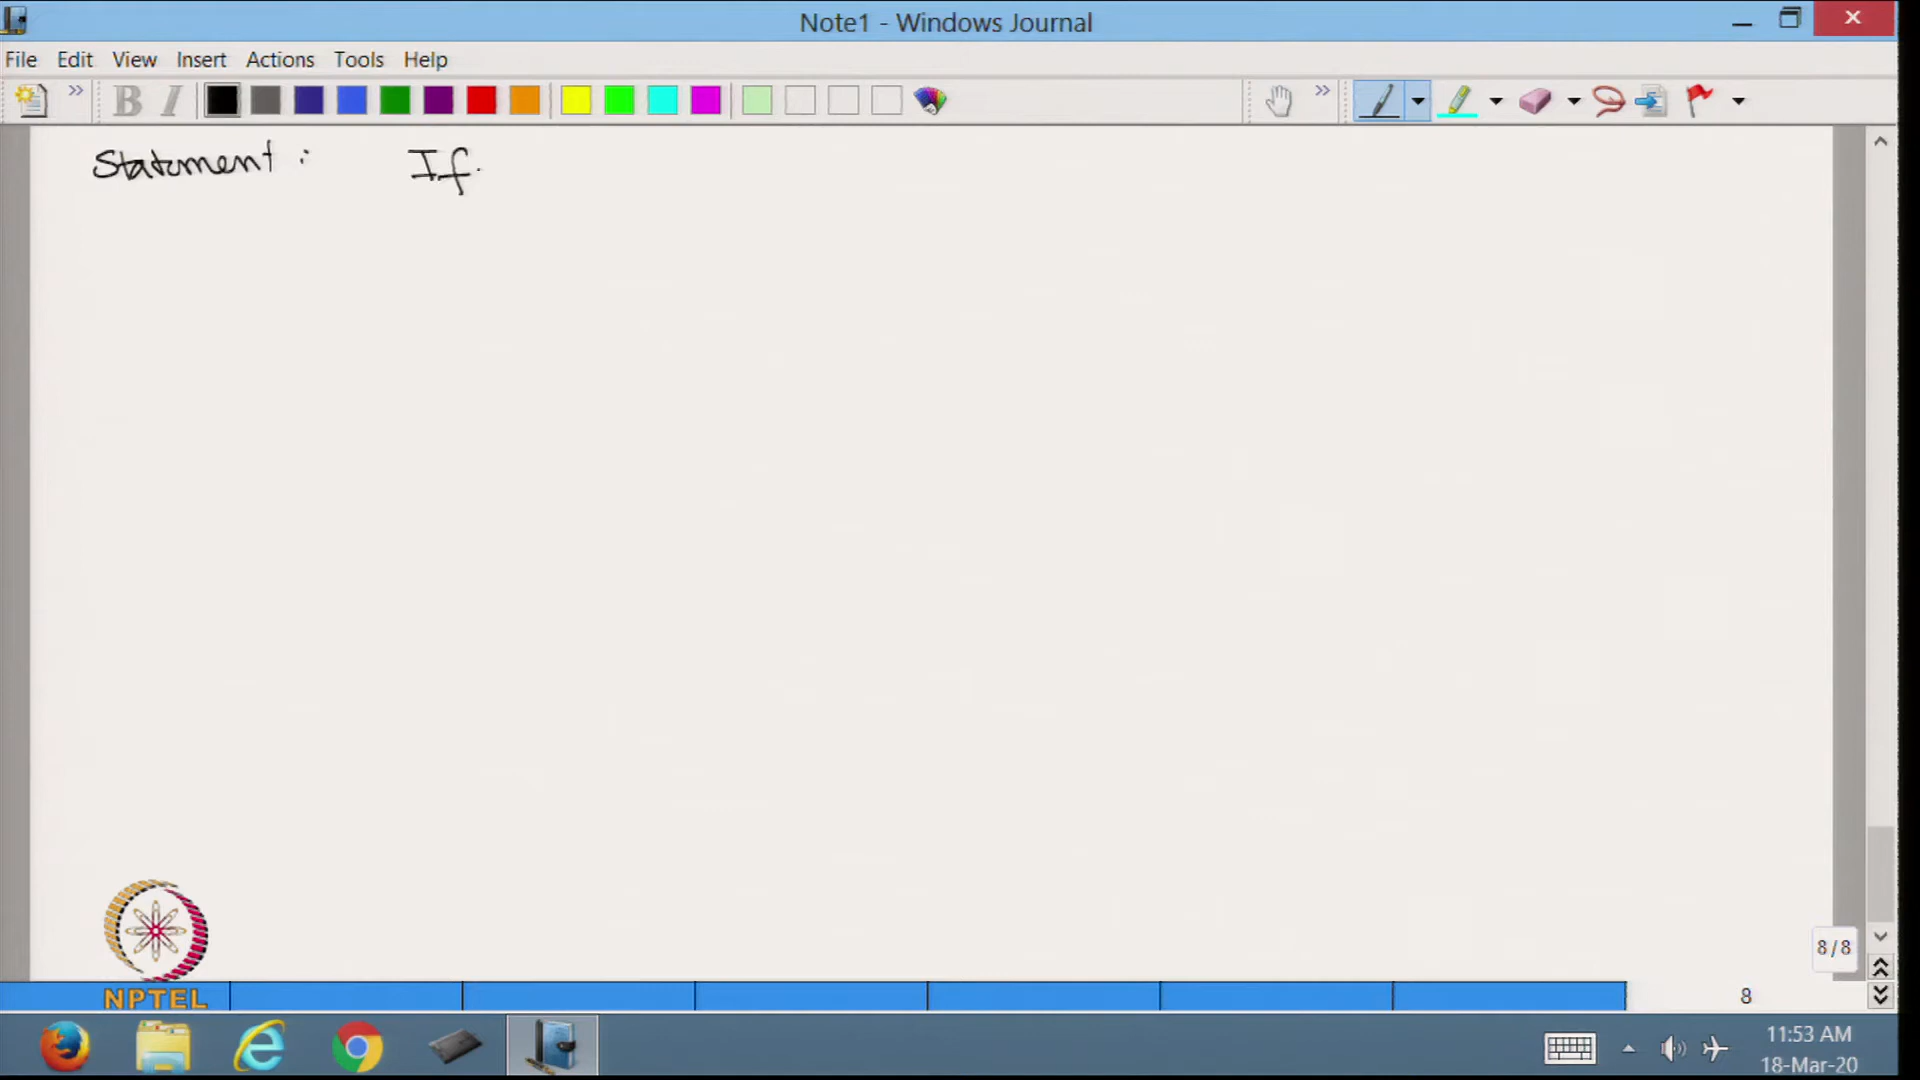 Note1 - Windows Journal
File Edit View Insert Actions Tools Help
B I
Statement : If
8/8
NPTEL
8
11:53 AM
18-Mar-20